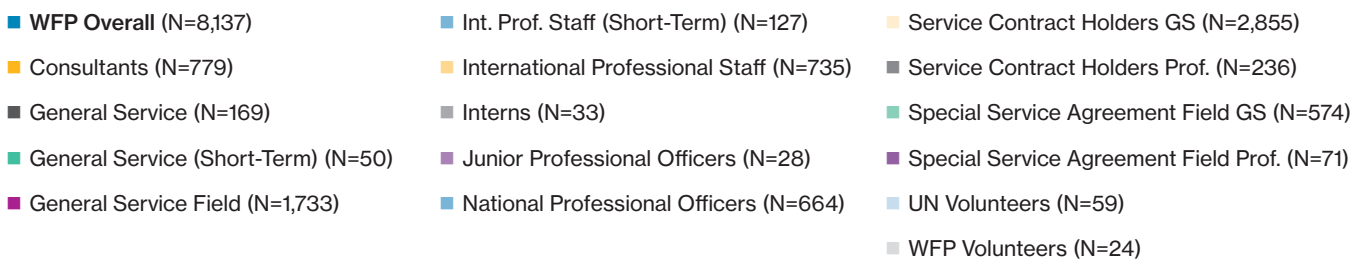 WFP Overall (N=8,137)
Consultants (N=779)
General Service (N=169)
General Service (Short-Term) (N=50)
General Service Field (N=1,733)
Int. Prof. Staff (Short-Term) (N=127)
International Professional Staff (N=735)
Interns (N=33)
Junior Professional Officers (N=28)
National Professional Officers (N=664)
Service Contract Holders GS (N=2,855)
Service Contract Holders Prof. (N=236)
Special Service Agreement Field GS (N=574)
Special Service Agreement Field Prof. (N=71)
UN Volunteers (N=59)
WFP Volunteers (N=24)